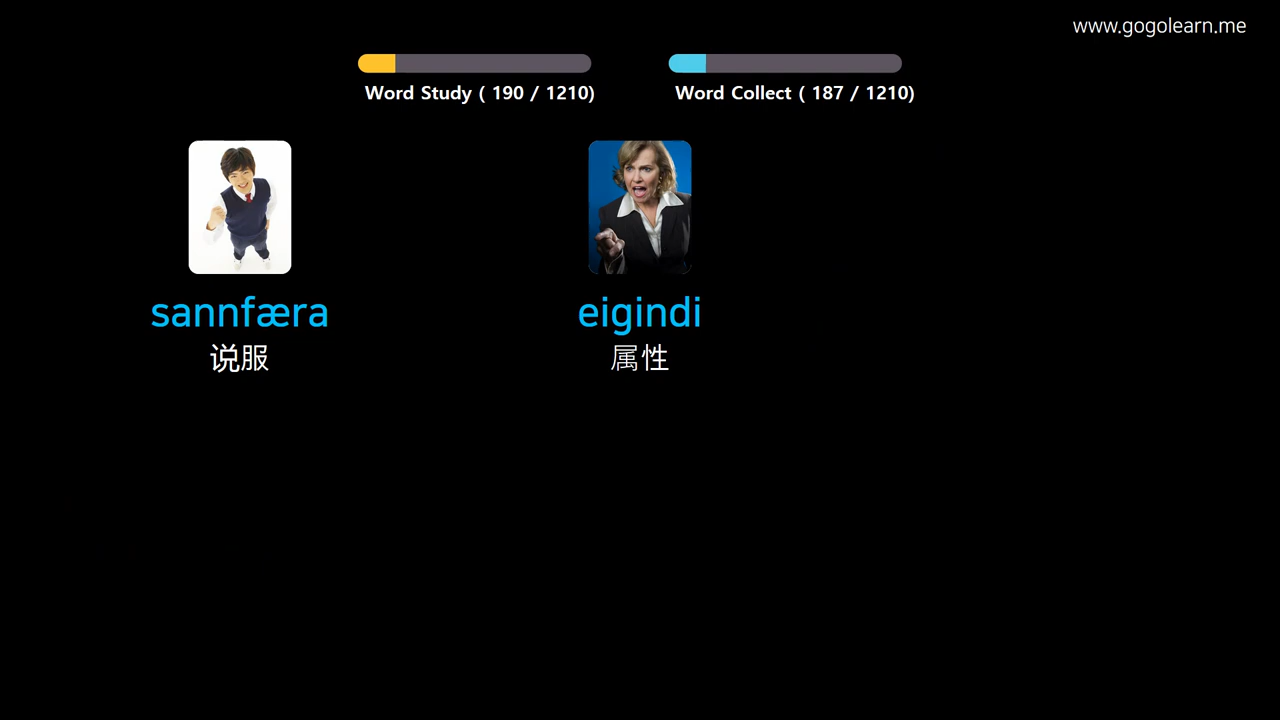 www.gogolearn.me
Word Study ( 190 / 1210)
Word Collect ( 187 / 1210)
sannfæra
说服
eigindi
属性